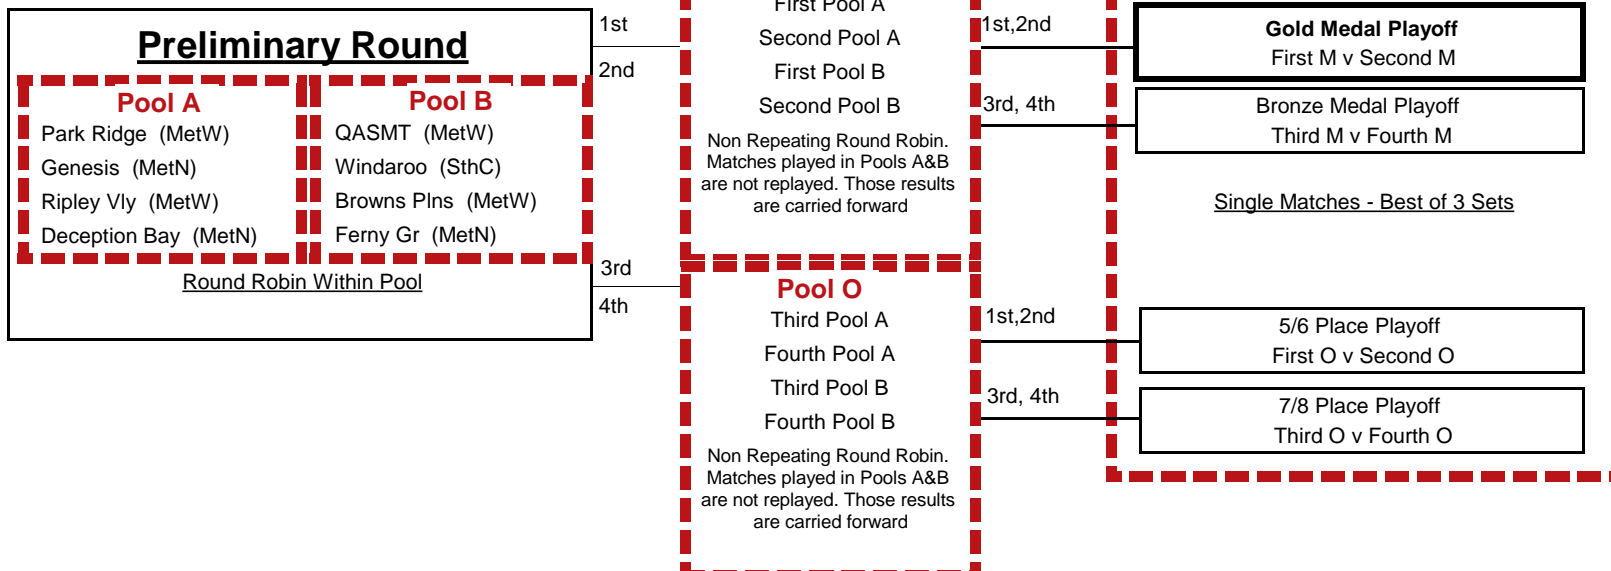 Preliminary Round
Pool A
Park Ridge (MetW)
Genesis (MetN)
Ripley Vly (MetW)
Deception Bay (MetN)
Pool B
QASMT (MetW)
Windaroo (SthC)
Browns Plns (MetW)
Ferny Gr (MetN)
Round Robin Within Pool
1st
2nd
3rd
4th
First Pool A
Second Pool A
First Pool B
Second Pool B
Non Repeating Round Robin.
Matches played in Pools A&B
are not replayed. Those results
are carried forward
Pool O
Third Pool A
Fourth Pool A
Third Pool B
Fourth Pool B
Non Repeating Round Robin.
Matches played in Pools A&B
are not replayed. Those results
are carried forward
1st,2nd
3rd, 4th
1st,2nd
3rd, 4th
Gold Medal Playoff
First M v Second M
Bronze Medal Playoff
Third M v Fourth M
Single Matches - Best of 3 Sets
5/6 Place Playoff
First O v Second O
7/8 Place Playoff
Third O v Fourth O